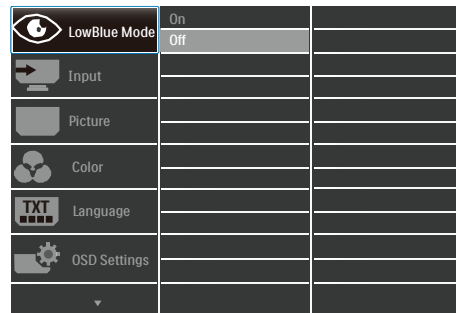 LowBlue Mode
On
Off
Input
Picture
Color
TXT
Language
OSD Settings